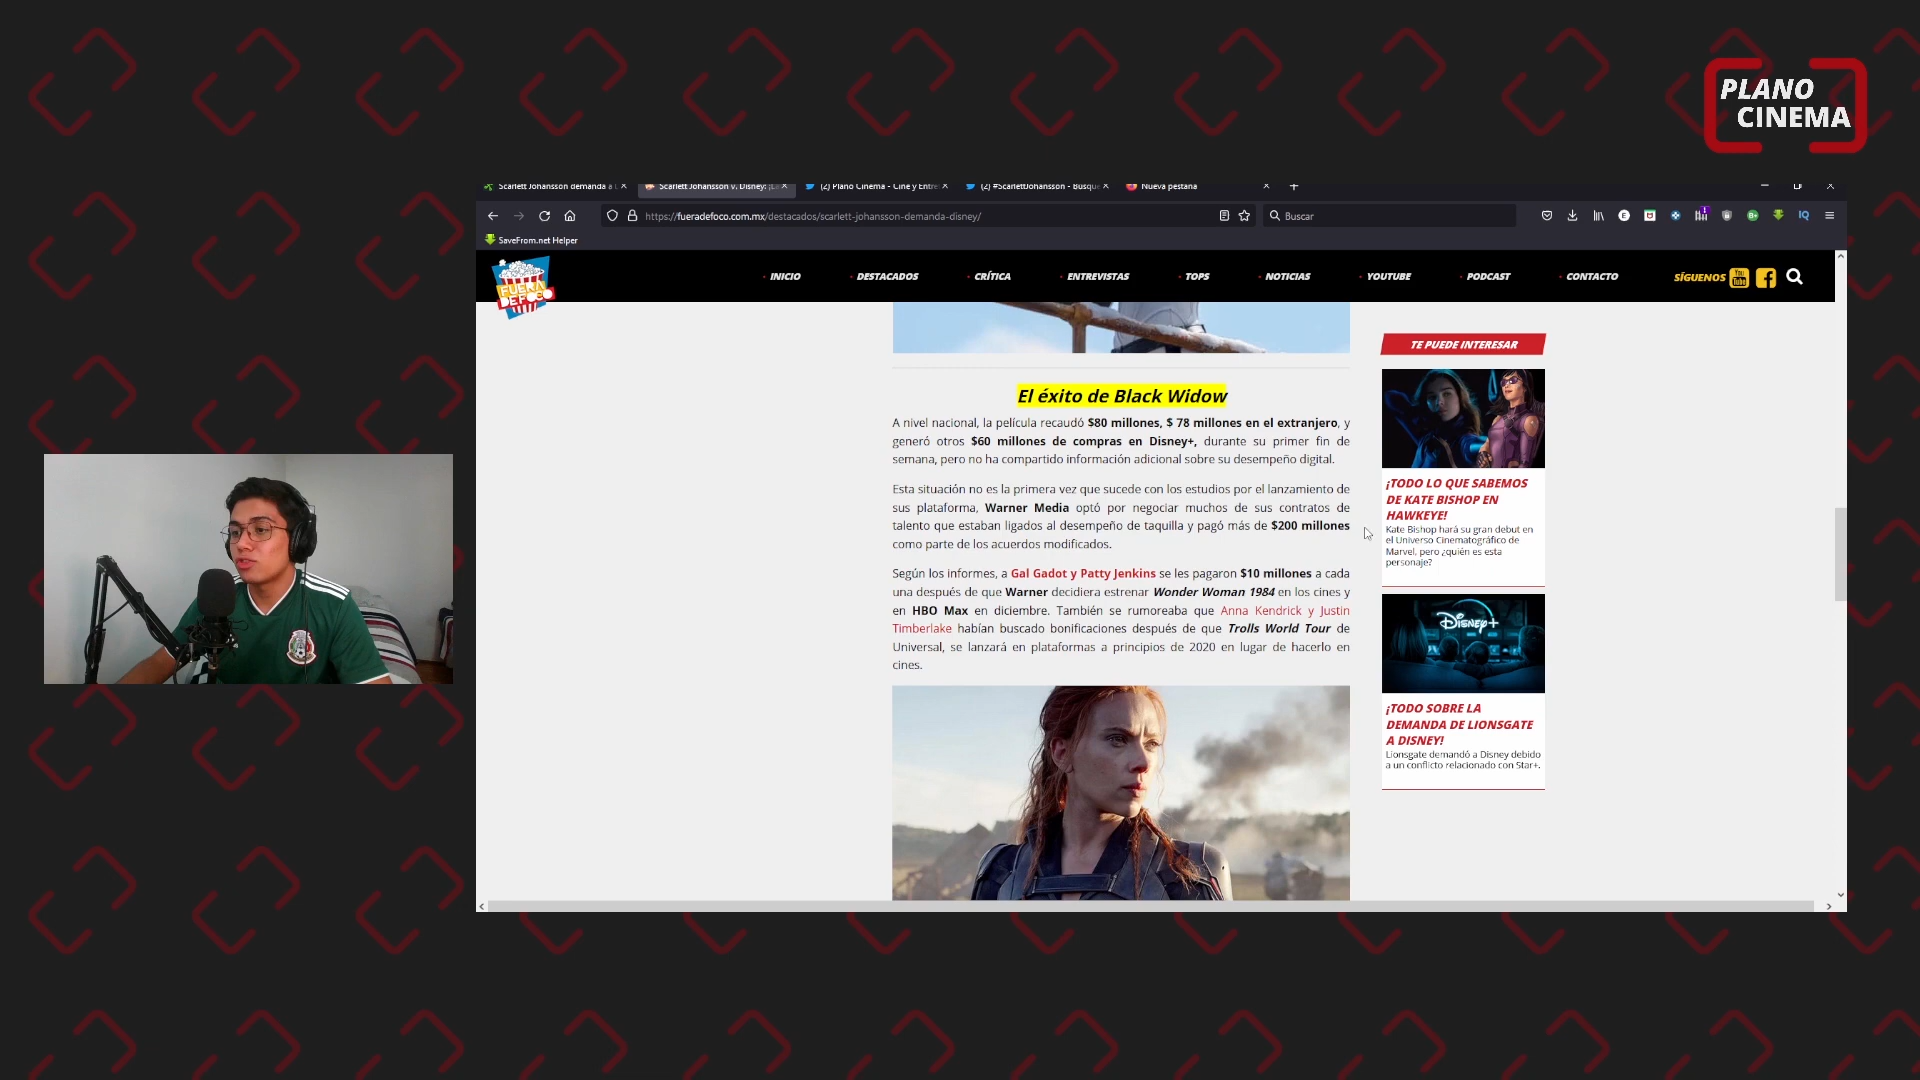 PLANO
CINEMA
Scarlett Johansson demanda a
Scarlett Johansson v. Disney:
(2) Plano Cinema - Cine y Entre
(2) #ScarlettJohansson - Búsque
Nueva pestaña
https://fueradefoco.com.mx/destacados/scarlett-johansson-demanda-disney/
Buscar
SaveFrom.net Helper
FUERA
DE FOCO
INICIO
DESTACADOS
CRÍTICA
ENTREVISTAS
TOPS
NOTICIAS
YOUTUBE
PODCAST
CONTACTO
SÍGUENOS
You
Tube
TE PUEDE INTERESAR
El éxito de Black Widow
A nivel nacional, la película recaudó $80 millones, $ 78 millones en el extranjero, y
generó otros $60 millones de compras en Disney+, durante su primer fin de
semana, pero no ha compartido información adicional sobre su desempeño digital.
Esta situación no es la primera vez que sucede con los estudios por el lanzamiento de
sus plataforma, Warner Media optó por negociar muchos de sus contratos de
talento que estaban ligados al desempeño de taquilla y pagó más de $200 millones
como parte de los acuerdos modificados.
Según los informes, a Gal Gadot y Patty Jenkins se les pagaron $10 millones a cada
una después de que Warner decidiera estrenar Wonder Woman 1984 en los cines y
en HBO Max en diciembre. También se rumoreaba que Anna Kendrick y Justin
Timberlake habían buscado bonificaciones después de que Trolls World Tour de
Universal, se lanzará en plataformas a principios de 2020 en lugar de hacerlo en
cines.
¡TODO LO QUE SABEMOS
DE KATE BISHOP EN
HAWKEYE!
Kate Bishop hará su gran debut en
el Universo Cinematográfico de
Marvel, pero ¿quién es esta
personaje?
Disney+
¡TODO SOBRE LA
DEMANDA DE LIONSGATE
A DISNEY!
Lionsgate demandó a Disney debido
a un conflicto relacionado con Star+.